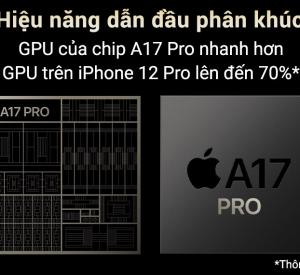 Hiệu năng dẫn đầu phân khúc
GPU của chip A17 Pro nhanh hơn
GPU trên iPhone 12 Pro lên đến 70%*
A17 PRO
A17
PRO
*Thôn